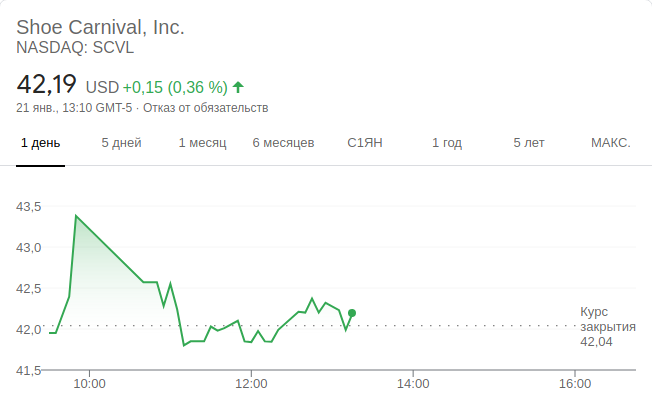 Shoe Carnival, Inc.
NASDAQ: SCVL
42,19 USD +0,15 (0,36 %)
21 янв., 13:10 GMT-5 · Отказ от обязательств
1 день 5 дней 1 месяц 6 месяцев С1ЯН 1 год 5 лет МАКС.
43,5
43,0
42,5
42,0
41,5
Курс
закрытия
42,04
10:00 12:00 14:00 16:00